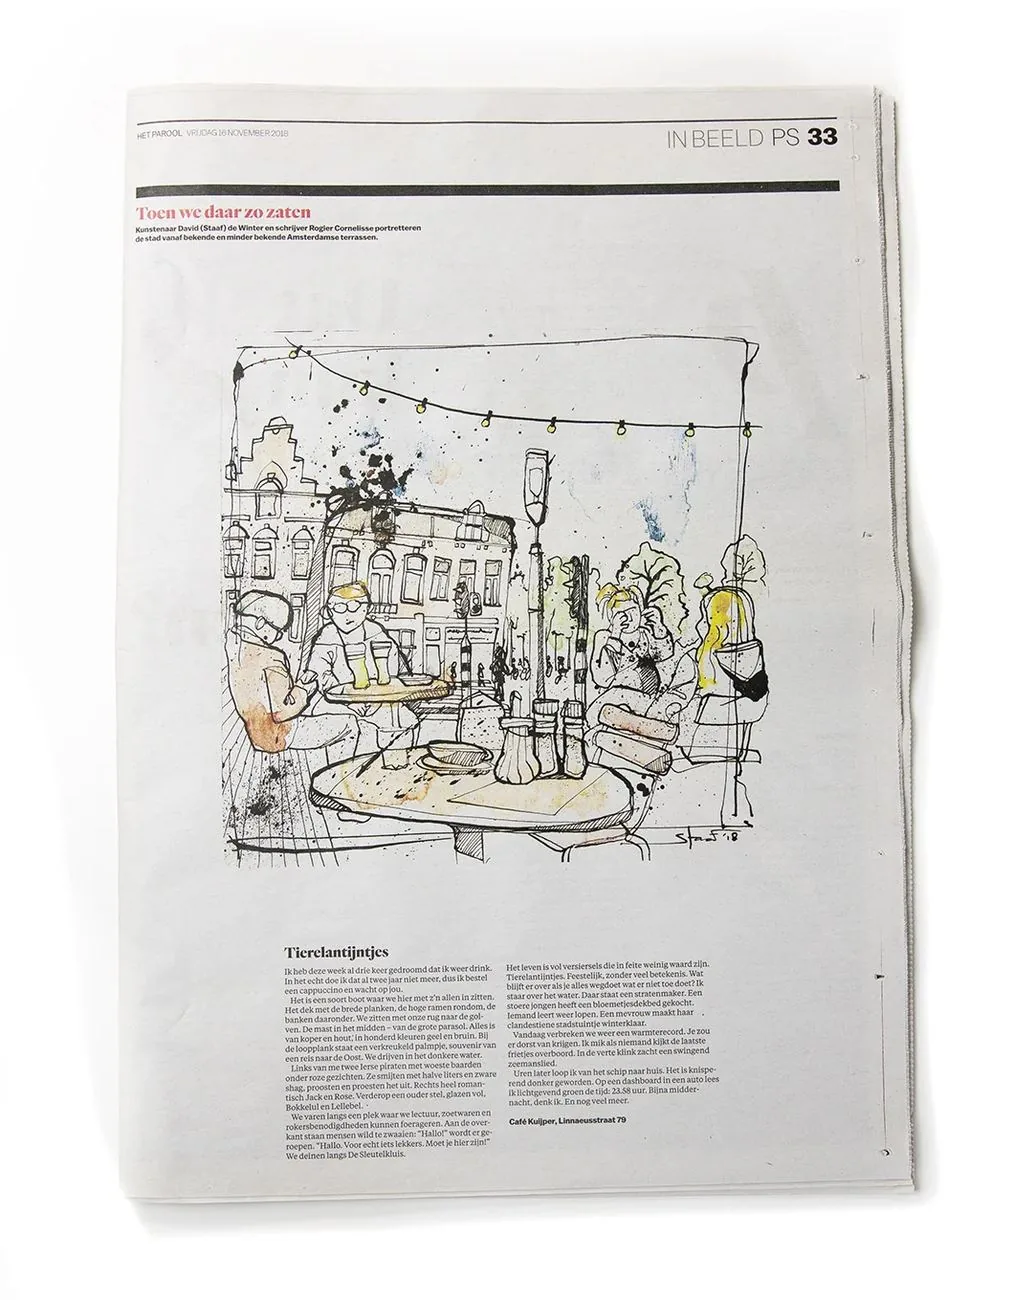 HET PAROOL VRIJDAG 16 NOVEMBER 2018
IN BEELD PS 33
Toen we daar zo zaten
Kunstenaar David (Staaf) de Winter en schrijver Rogier Cornelisse portretteren
de stad vanaf bekende en minder bekende Amsterdamse terrassen.
Staaf '18
Tierelantijntjes
Ik heb deze week al drie keer gedroomd dat ik weer drink.
In het echt doe ik dat al twee jaar niet meer, dus ik bestel
een cappuccino en wacht op jou.
Het is een soort boot waar we hier met z'n allen in zitten.
Het dek met de brede planken, de hoge ramen rondom, de
banken daaronder. We zitten met onze rug naar de gol-
ven. De mast in het midden – van de grote parasol. Alles is
van koper en hout, in honderd kleuren geel en bruin. Bij
de loopplank staat een verkreukeld palmpje, souvenir van
een reis naar de Oost. We drijven in het donkere water.
Links van me twee Ierse piraten met woeste baarden
onder roze gezichten. Ze smijten met halve liters en zware
shag, proosten en proesten het uit. Rechts heel roman-
tisch Jack en Rose. Verderop een ouder stel, glazen vol,
Bokkelul en Lellebel.
We varen langs een plek waar we lectuur, zoetwaren en
rokersbenodigdheden kunnen foerageren. Aan de over-
kant staan mensen wild te zwaaien: "Hallo!" wordt er ge-
roepen. "Hallo. Voor echt iets lekkers. Moet je hier zijn!"
We deinen langs De Sleutelkluis.
Het leven is vol versiersels die in feite weinig waard zijn.
Tierelantijntjes. Feestelijk, zonder veel betekenis. Wat
blijft er over als je alles wegdoet wat er niet toe doet? Ik
staar over het water. Daar staat een stratenmaker. Een
stoere jongen heeft een bloemetjesdekbed gekocht.
Iemand leert weer lopen. Een mevrouw maakt haar
clandestiene stadstuintje winterklaar.
Vandaag verbreken we weer een warmterecord. Je zou
er dorst van krijgen. Ik mik als niemand kijkt de laatste
frietjes overboord. In de verte klink zacht een swingend
zeemanslied.
Uren later loop ik van het schip naar huis. Het is knispe-
rend donker geworden. Op een dashboard in een auto lees
ik lichtgevend groen de tijd: 23.58 uur. Bijna midder-
nacht, denk ik. En nog veel meer.
Café Kuijper, Linnaeusstraat 79